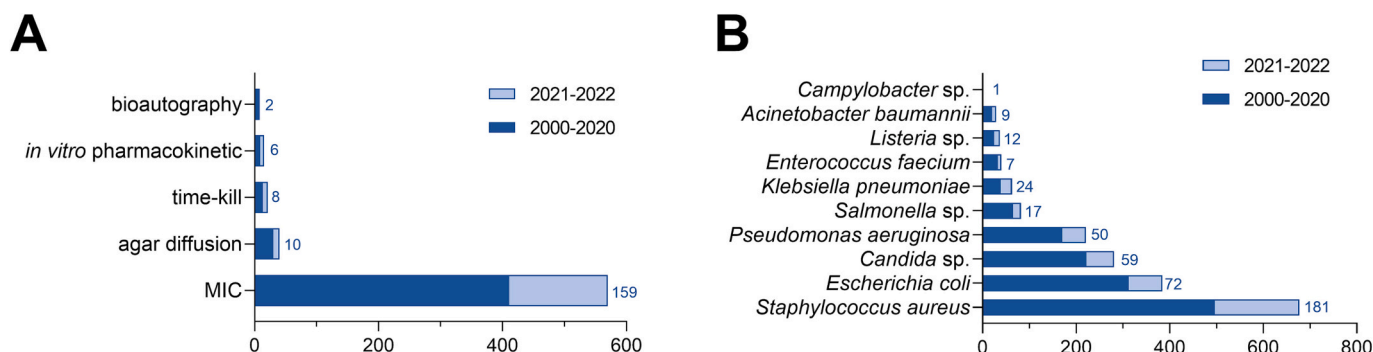 A
2021-2022
2000-2020
bioautography
2
in vitro pharmacokinetic
6
time-kill
8
agar diffusion
10
MIC
159
0 200 400 600
B
2021-2022
2000-2020
Campylobacter sp.
1
Acinetobacter baumannii
9
Listeria sp.
12
Enterococcus faecium
7
Klebsiella pneumoniae
24
Salmonella sp.
17
Pseudomonas aeruginosa
50
Candida sp.
59
Escherichia coli
72
Staphylococcus aureus
181
0 200 400 600 800